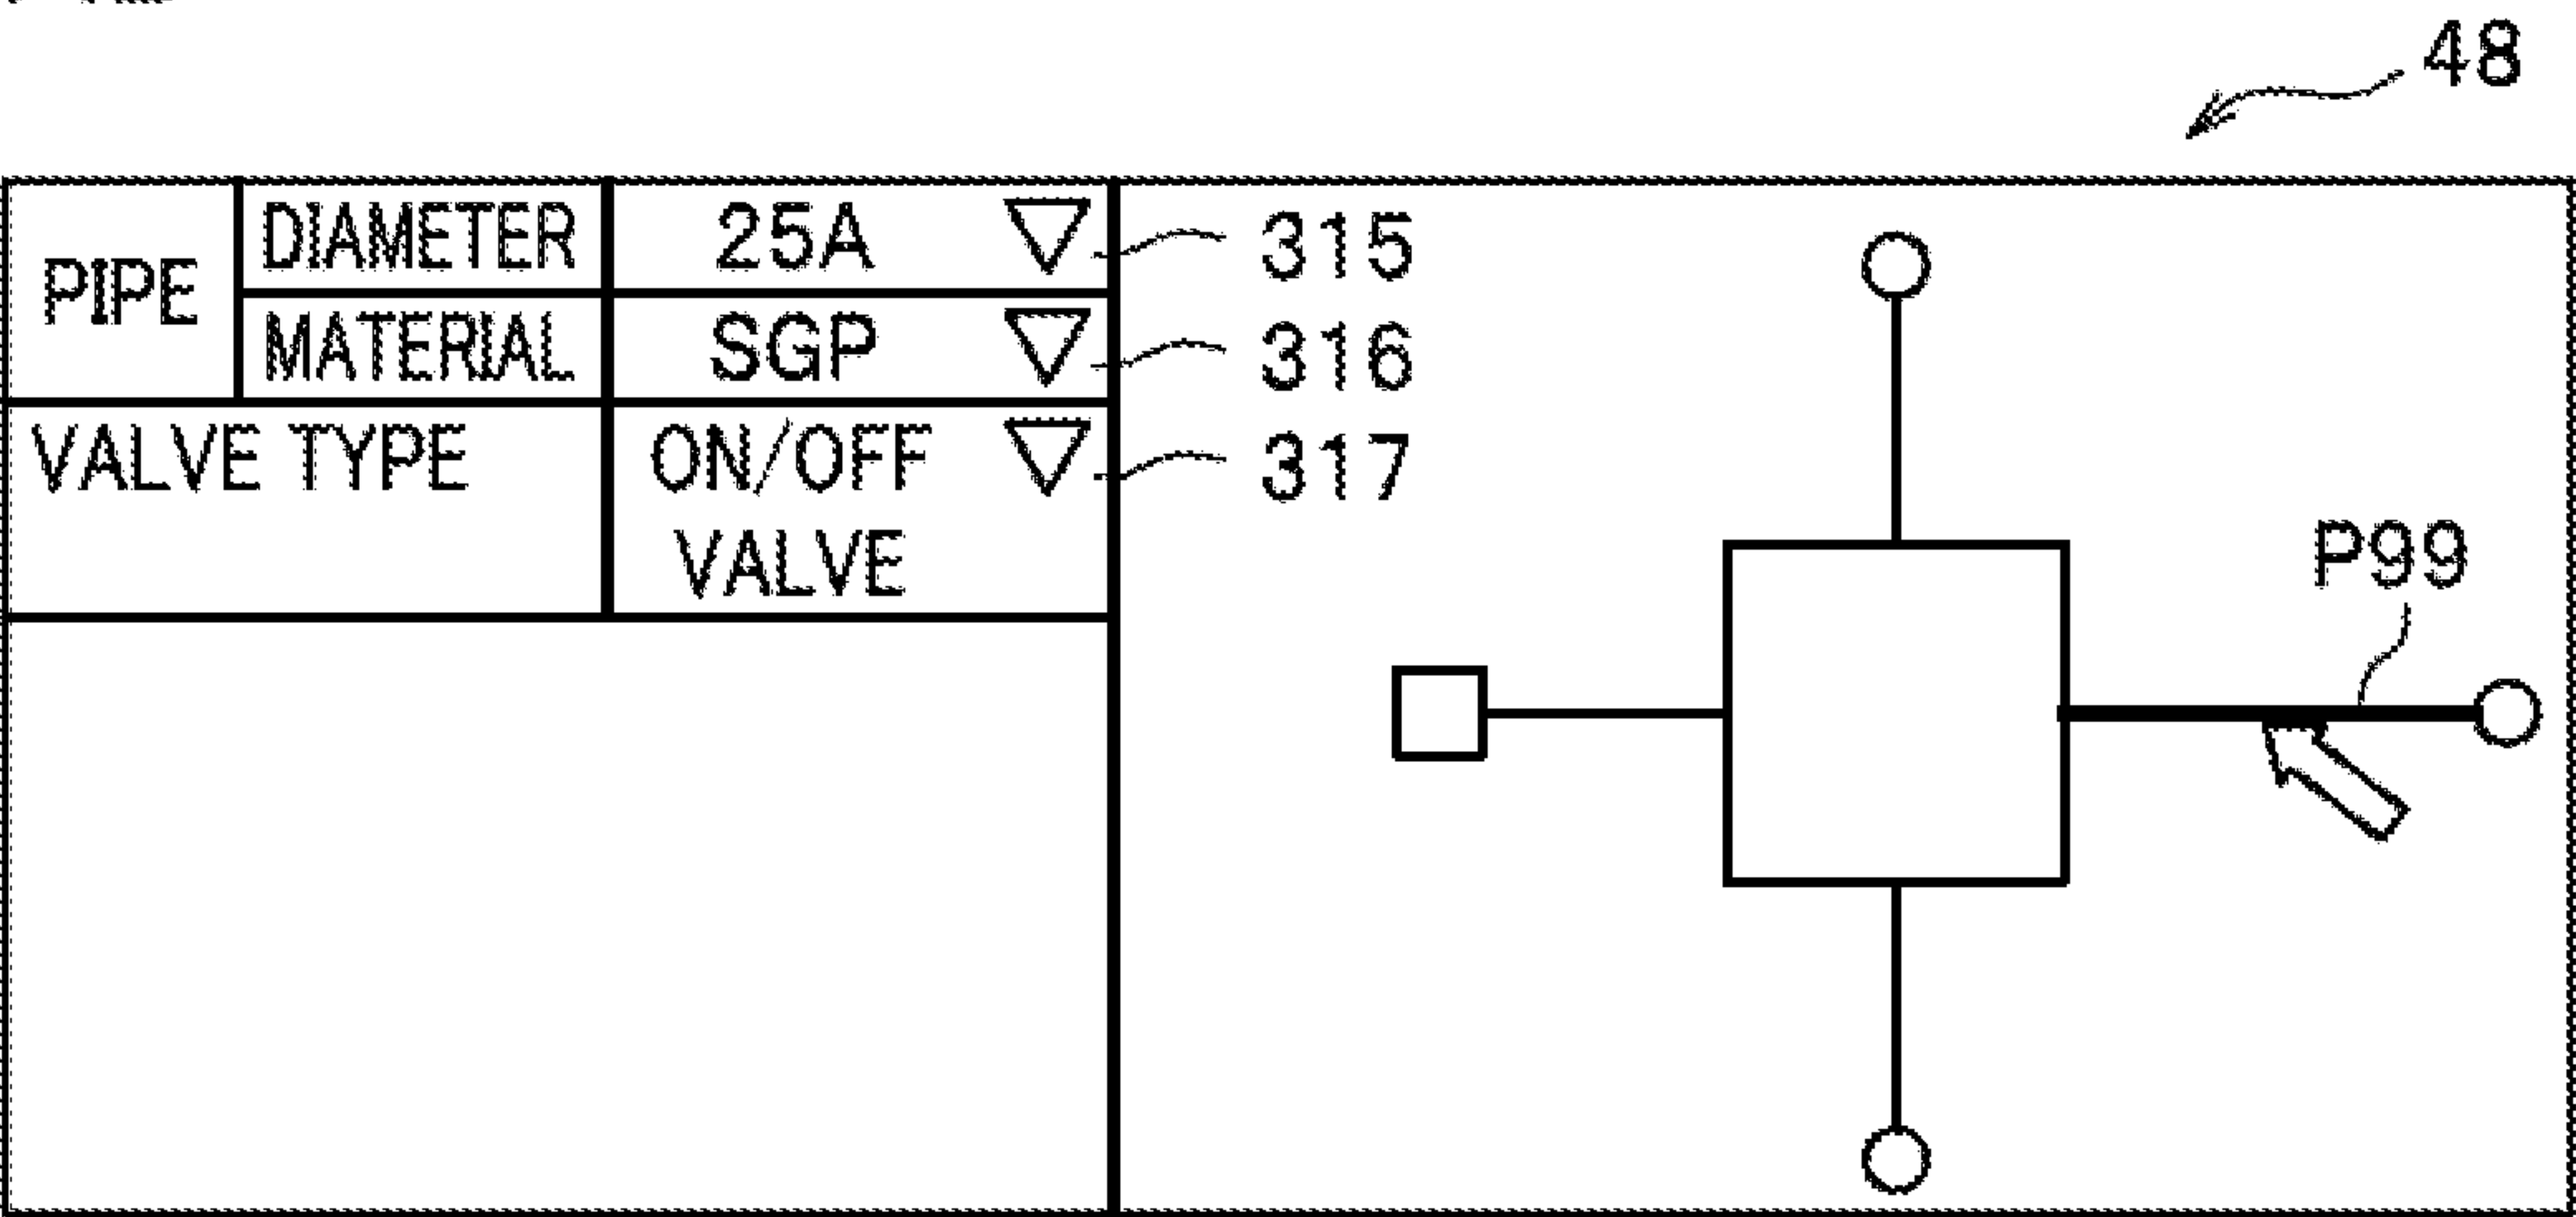 48
PIPE
DIAMETER 25A 315
MATERIAL SGP 316
VALVE TYPE ON/OFF 317
VALVE
P99